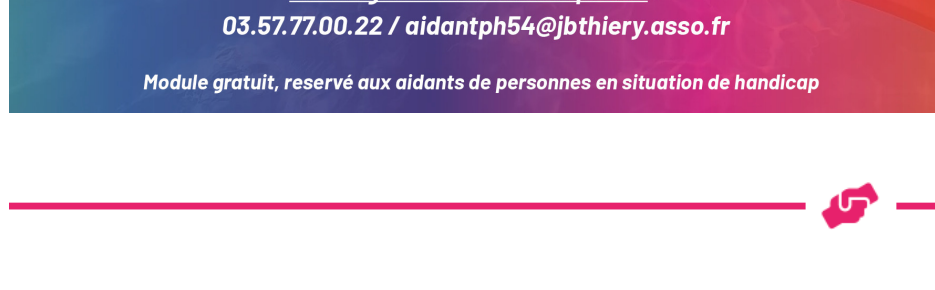 03.57.77.00.22 / aidantph54@jbthiery.asso.fr
Module gratuit, reservé aux aidants de personnes en situation de handicap